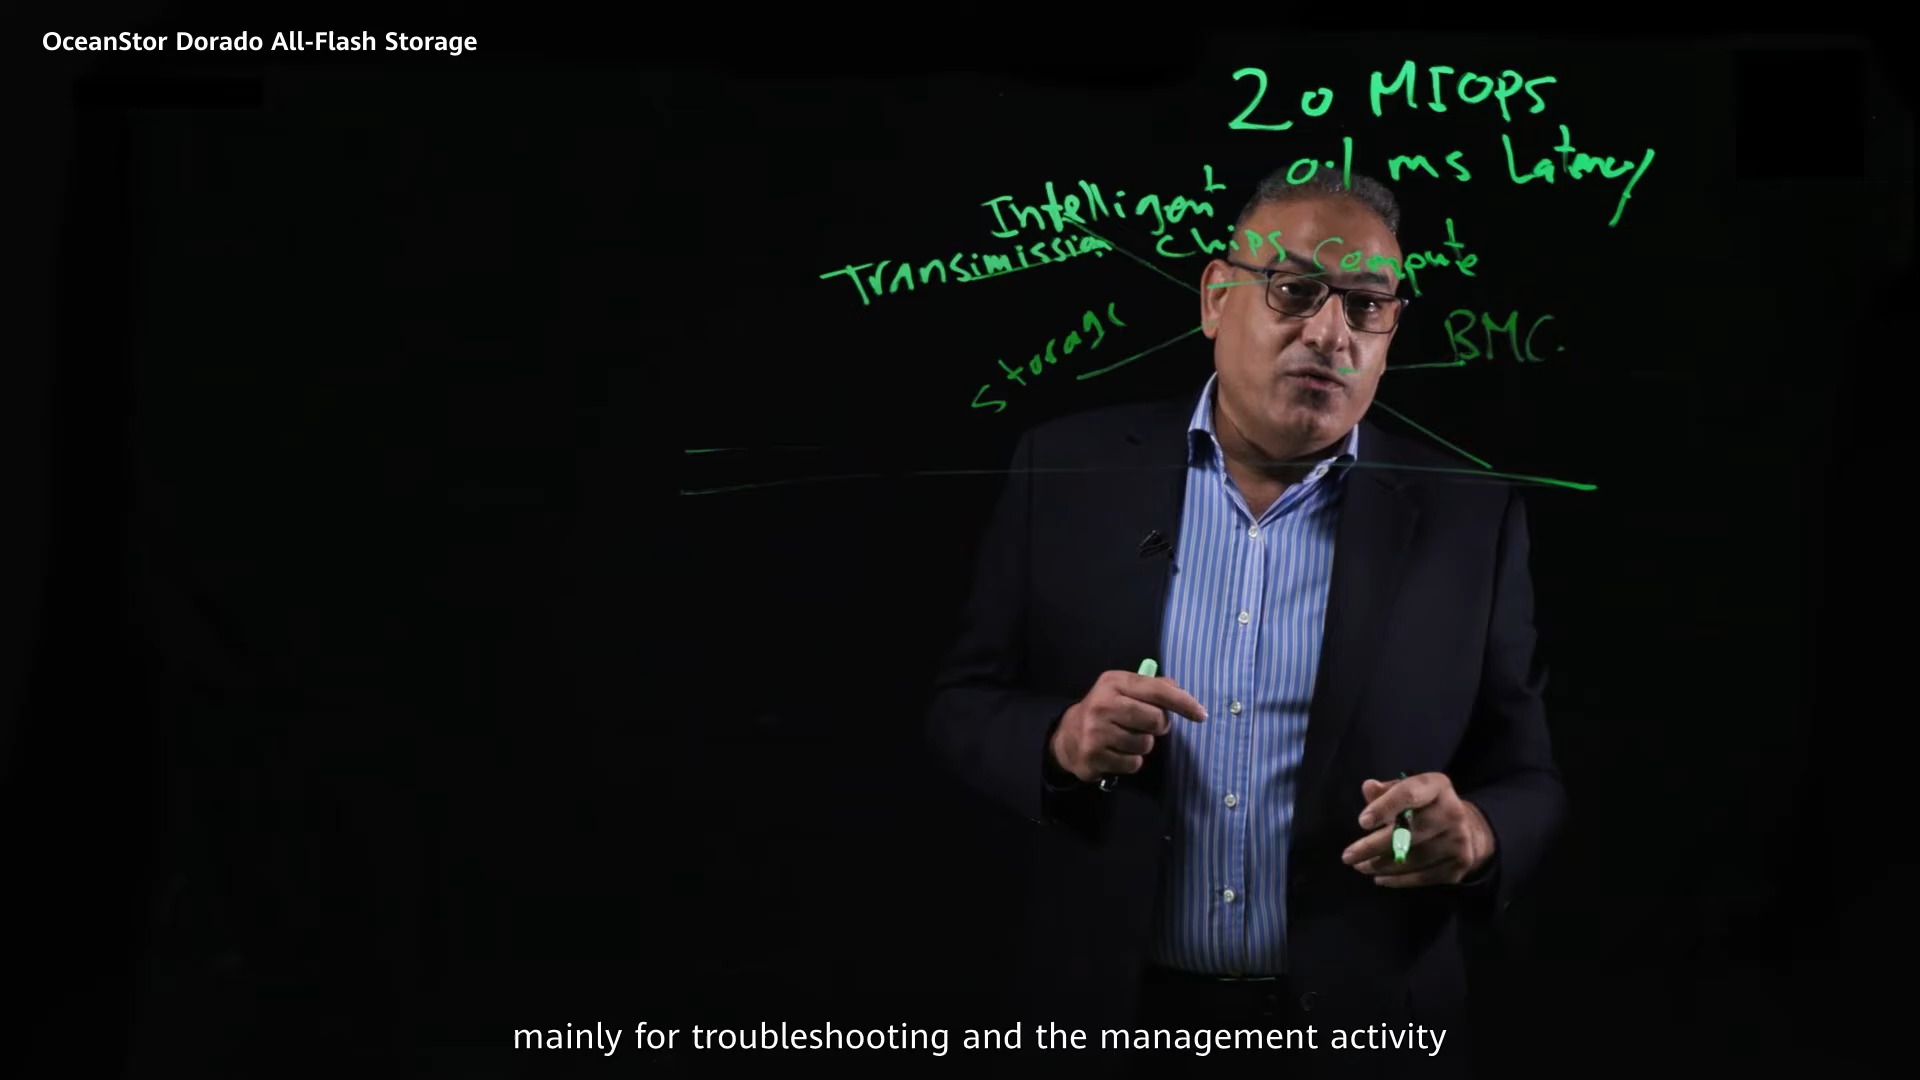 OceanStor Dorado All-Flash Storage
20 MIOPS
0.1 ms Latency
Intelligent
Chips
Transimission
Compute
Storage
BMC.
mainly for troubleshooting and the management activity